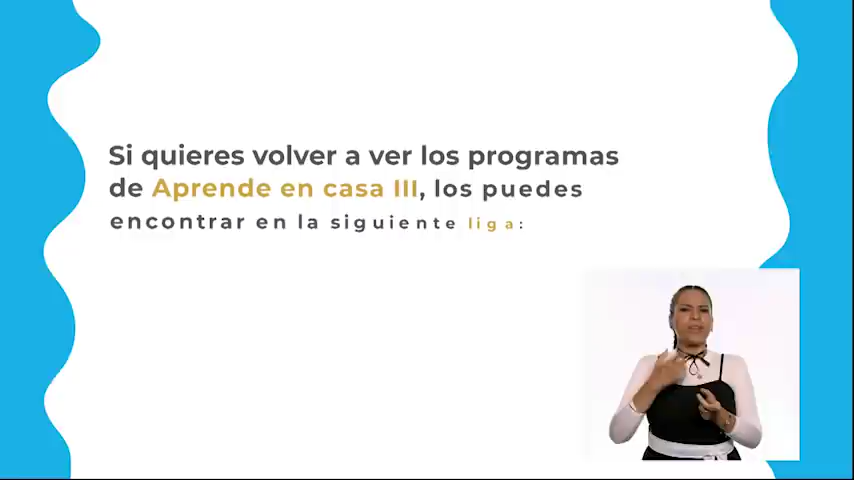 Si quieres volver a ver los programas
de Aprende en casa III, los puedes
encontrar en la siguiente liga: